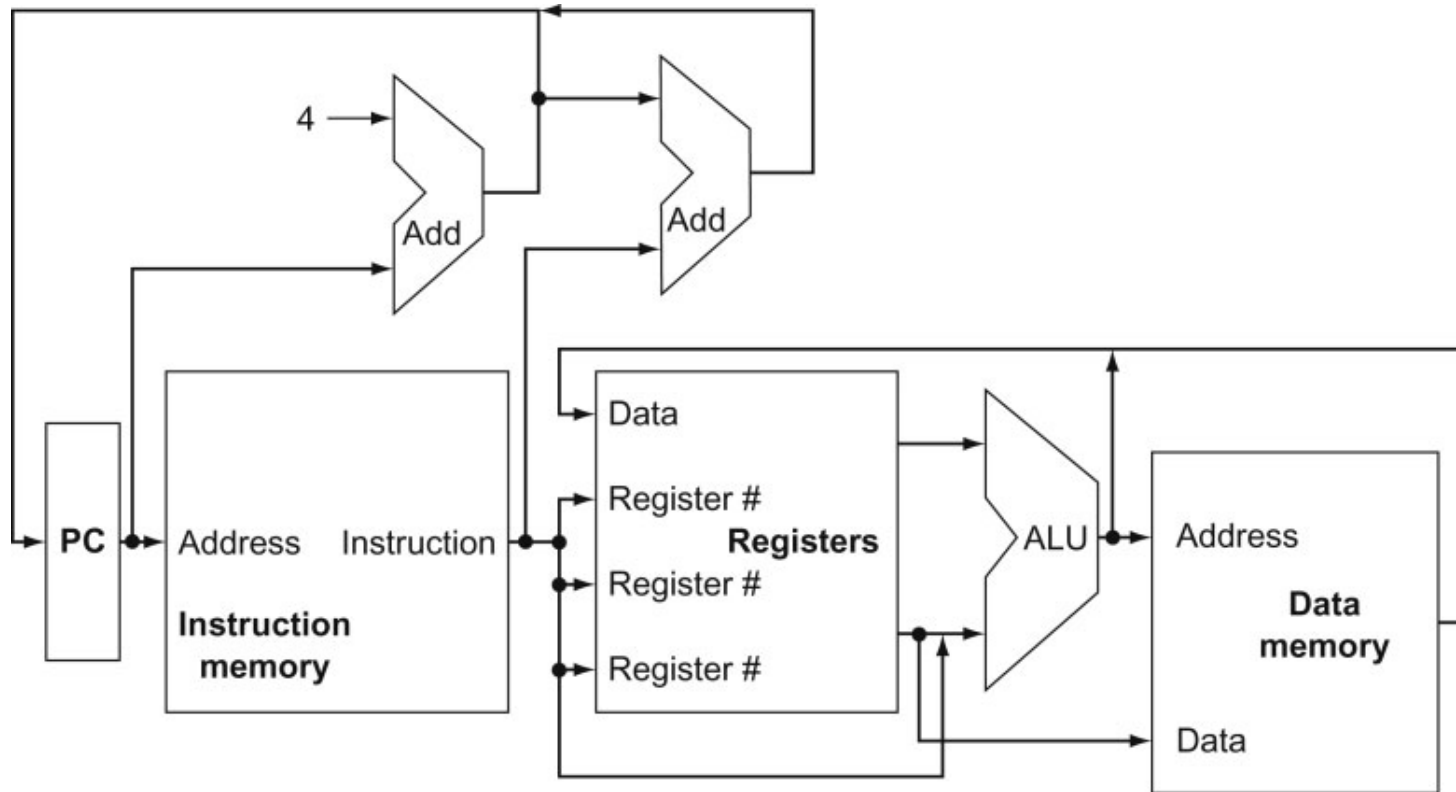 4
Add
Add
Data
Register #
Registers
Register #
Register #
PC
Address
Instruction
Instruction
memory
ALU
Address
Data
memory
Data